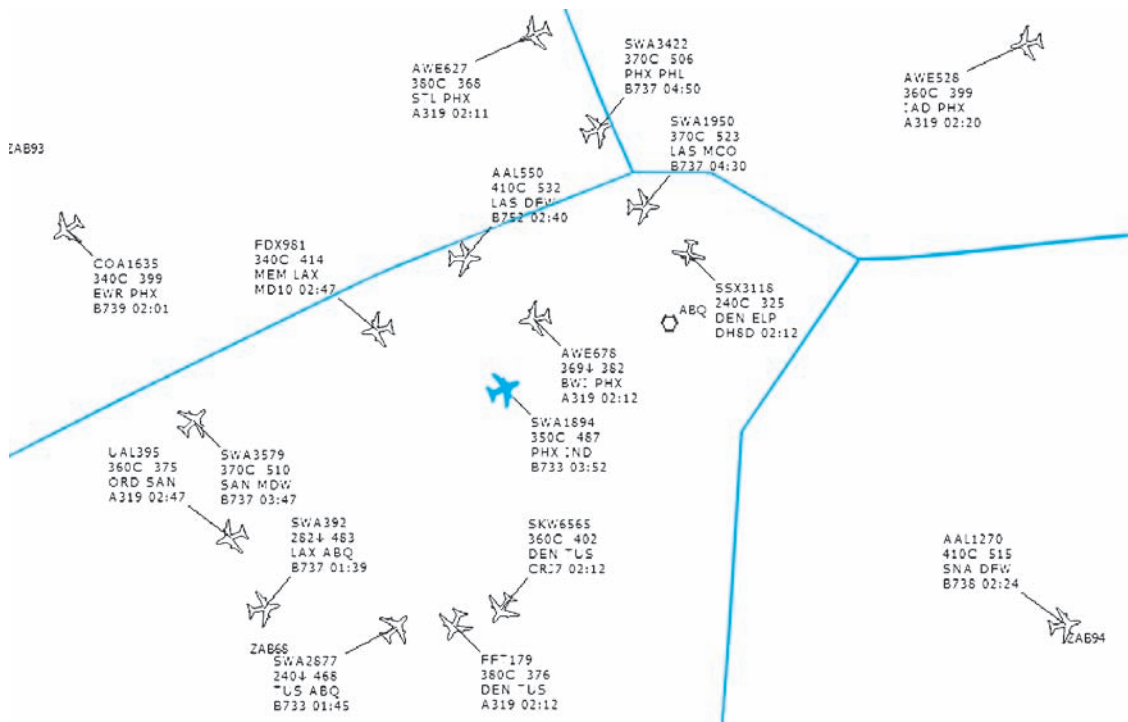 AWE627
380C 368
STL PHX
A319 02:11
SWA3422
370C 506
PHX PHL
B737 04:50
AWE528
360C 399
IAD PHX
A319 02:20
ZAB93
SWA1950
370C 523
LAS MCO
B737 04:30
AAL550
410C 532
LAS DFW
B752 02:40
COA1635
340C 399
EWR PHX
B739 02:01
FDX981
340C 414
MEM LAX
MD10 02:47
SSX3118
240C 325
DEN ELP
DH8D 02:12
ABQ
AWE678
369↓ 382
BWI PHX
A319 02:12
SWA1894
350C 487
PHX IND
B733 03:52
UAL395
360C 375
ORD SAN
A319 02:47
SWA3579
370C 510
SAN MDW
B737 03:47
SWA392
282↓ 483
LAX ABQ
B737 01:39
SKW6565
360C 402
DEN TUS
CRJ7 02:12
AAL1270
410C 515
SNA DFW
B738 02:24
ZAB94
ZAB68
SWA2877
240↓ 468
TUS ABQ
B733 01:45
FFT179
380C 376
DEN TUS
A319 02:12